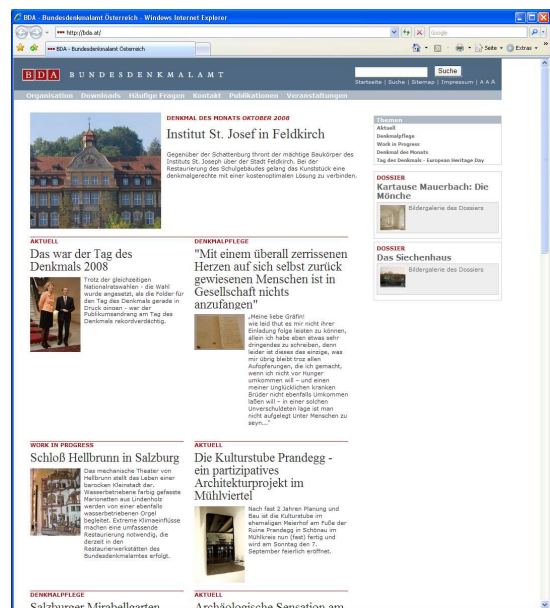 BDA - Bundesdenkmalamt Österreich - Windows Internet Explorer
http://bda.at/
Google
BDA - Bundesdenkmalamt Österreich
Seite
Extras
BDA BUNDESDENKMALAMT
Suche
Startseite | Suche | Sitemap | Impressum | A A A
Organisation Downloads Häufige Fragen Kontakt Publikationen Veranstaltungen
DENKMAL DES MONATS OKTOBER 2008
Institut St. Josef in Feldkirch
Gegenüber der Schattenburg thront der mächtige Baukörper des
Instituts St. Joseph über der Stadt Feldkirch. Bei der
Restaurierung des Schulgebäudes gelang das Kunststück eine
denkmalgerechte mit einer kostenoptimalen Lösung zu verbinden.
Themen
Aktuell
Denkmalpflege
Work in Progress
Denkmal des Monats
Tag des Denkmals - European Heritage Day
DOSSIER
Kartause Mauerbach: Die
Mönche
Bildergalerie des Dossiers
DOSSIER
Das Siechenhaus
Bildergalerie des Dossiers
AKTUELL
Das war der Tag des
Denkmals 2008
Trotz der gleichzeitigen
Nationalratswahlen - die Wahl
wurde angesetzt, als die Folder für
den Tag des Denkmals gerade in
Druck gingen - war der
Publikumsandrang am Tag des
Denkmals rekordverdächtig.
DENKMALPFLEGE
"Mit einem überall zerrissenen
Herzen auf sich selbst zurück
gewiesenen Menschen ist in
Gesellschaft nichts
anzufangen"
„Meine liebe Gräfin!
wie leid thut es mir nicht ihrer
Einladung folge leisten zu können,
allein ich habe eben etwas sehr
dringendes zu schreiben, denn
leider ist dieses das einzige, was
mir übrig bleibt troz allen
Aufopferungen, die ich gemacht,
wenn ich nicht vor Hunger
umkommen will – und einen
meiner Unglücklichen kranken
Brüder nicht ebenfalls Umkommen
laßen will – in einer solchen
Unverschuldeten lage ist man
nicht aufgelegt Unter Menschen zu
seyn..."
WORK IN PROGRESS
Schloß Hellbrunn in Salzburg
Das mechanische Theater von
Hellbrunn stellt das Leben einer
barocken Kleinstadt dar.
Wasserbetriebene farbig gefasste
Marionetten aus Lindenholz
werden von einer ebenfalls
wasserbetriebenen Orgel
begleitet. Extreme Klimaeinflüsse
machen eine umfassende
Restaurierung notwendig, die
derzeit in den
Restaurierwerkstätten des
Bundesdenkmalamtes erfolgt.
AKTUELL
Die Kulturstube Prandegg -
ein partizipatives
Architekturprojekt im
Mühlviertel
Nach fast 2 Jahren Planung und
Bau ist die Kulturstube im
ehemaligen Meierhof am Fuße der
Ruine Prandegg in Schönau im
Mühlkreis nun (fast) fertig und
wird am Sonntag den 7.
September feierlich eröffnet.
DENKMALPFLEGE
Salzburger Mirabellgarten
AKTUELL
Archäologische Sensation am